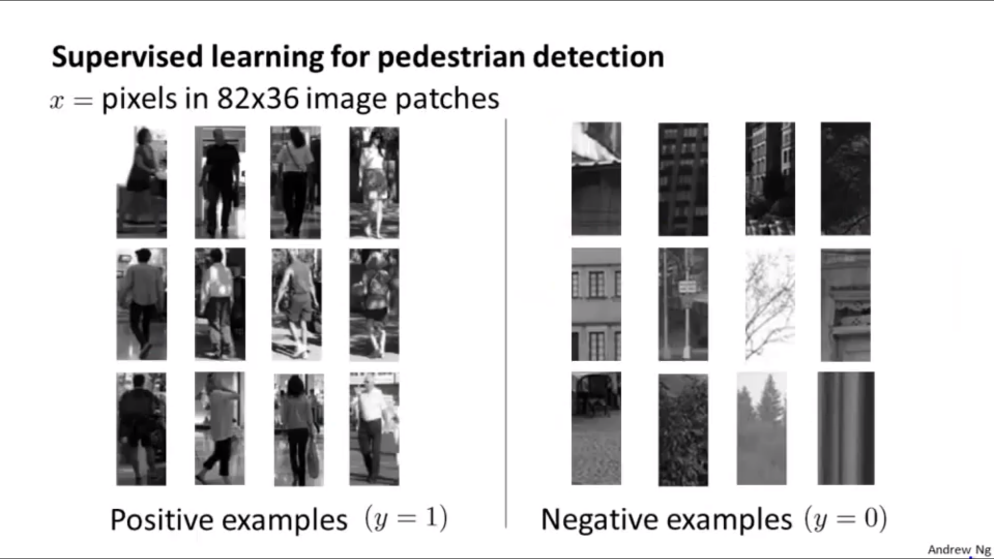 Supervised learning for pedestrian detection
x = pixels in 82x36 image patches
Positive examples (y = 1)
Negative examples (y = 0)
Andrew Ng